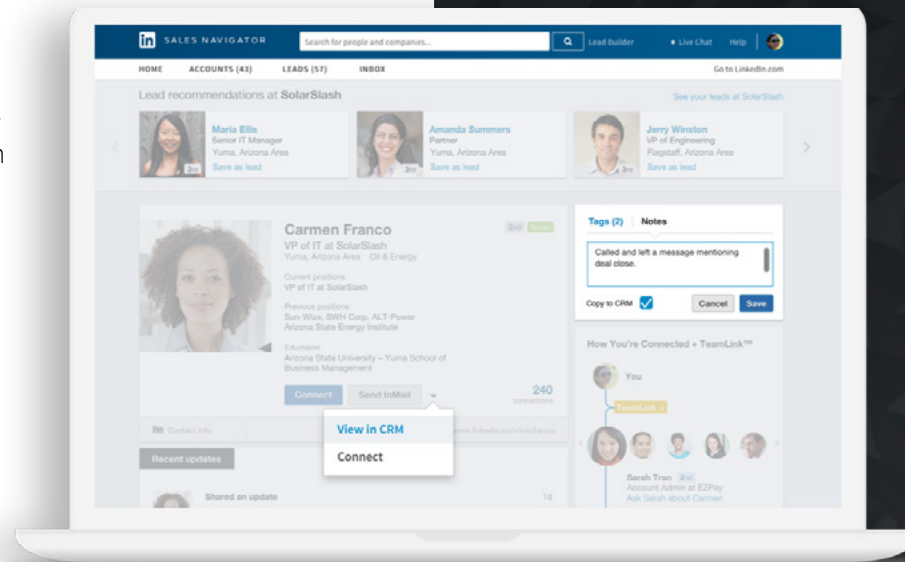 in SALES NAVIGATOR
Search for people and companies...
Lead Builder
Live Chat
Help
HOME
ACCOUNTS (43)
LEADS (57)
INBOX
Go to LinkedIn.com
Lead recommendations at SolarSlash
See your leads at SolarSlash
Maria Ellis
Senior IT Manager
Yuma, Arizona Area
Save as lead
2nd
Amanda Summers
Partner
Yuma, Arizona Area
Save as lead
2nd
Jerry Winston
VP of Engineering
Flagstaff, Arizona Area
Save as lead
2nd
Carmen Franco
2nd
VP of IT at SolarSlash
Yuma, Arizona Area Oil & Energy
Current positions
VP of IT at SolarSlash
Previous positions
Sun-Wize, SWH Corp, ALT-Power
Arizona State Energy Institute
Education
Arizona State University – Yuma School of
Business Management
Connect
Send InMail
240
connections
View in CRM
Connect
Contact info
Recent updates
Shared an update
1d
Tags (2)
Notes
Called and left a message mentioning
deal close.
Copy to CRM
Cancel
Save
How You're Connected + TeamLink™
You
TeamLink
Sarah Tran 2nd
Account Admin at EZPay
Ask Sarah about Carmen